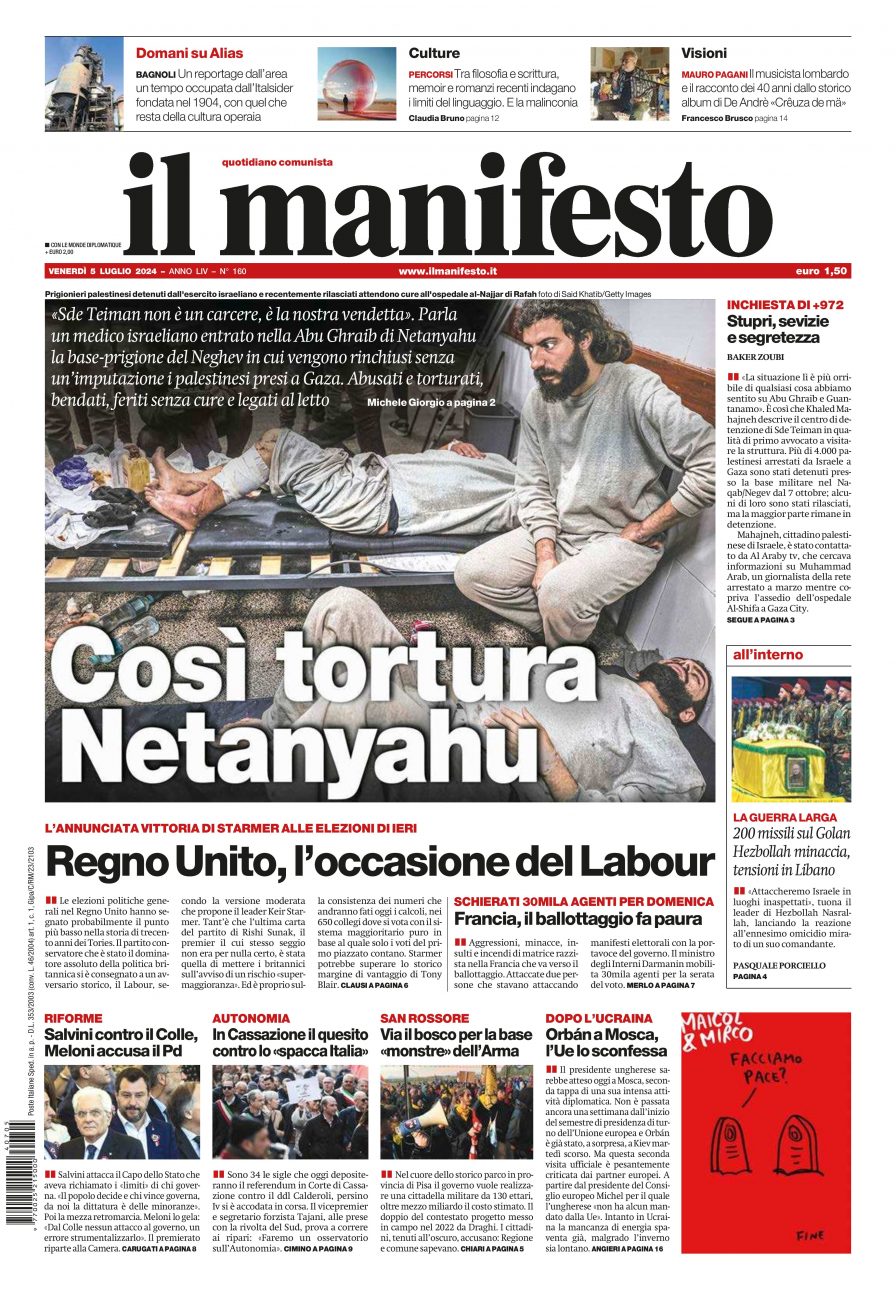 Domani su Alias
BAGNOLI Un reportage dall'area
un tempo occupata dall'Italsider
fondata nel 1904, con quel che
resta della cultura operaia
Culture
PERCORSI Tra filosofia e scrittura,
memoir e romanzi recenti indagano
i limiti del linguaggio. E la malinconia
Claudia Bruno pagina 12
Visioni
MAURO PAGANI Il musicista lombardo
e il racconto dei 40 anni dallo storico
album di De Andrè «Crêuza de mä»
Francesco Brusco pagina 14
quotidiano comunista
il manifesto
CON LE MONDE DIPLOMATIQUE
+ EURO 2,00
VENERDÌ 5 LUGLIO 2024 – ANNO LIV – N° 160
www.ilmanifesto.it
euro 1,50
Prigionieri palestinesi detenuti dall'esercito israeliano e recentemente rilasciati attendono cure all'ospedale al-Najjar di Rafah foto di Said Khatib/Getty Images
«Sde Teiman non è un carcere, è la nostra vendetta». Parla
un medico israeliano entrato nella Abu Ghraib di Netanyahu
la base-prigione del Neghev in cui vengono rinchiusi senza
un'imputazione i palestinesi presi a Gaza. Abusati e torturati,
bendati, feriti senza cure e legati al letto
Michele Giorgio a pagina 2
Così tortura
Netanyahu
INCHIESTA DI +972
Stupri, sevizie
e segretezza
BAKER ZOUBI
«La situazione lì è più orri-
bile di qualsiasi cosa abbiamo
sentito su Abu Ghraib e Guan-
tanamo». È così che Khaled Ma-
hajneh descrive il centro di de-
tenzione di Sde Teiman in qua-
lità di primo avvocato a visita-
re la struttura. Più di 4.000 pa-
lestinesi arrestati da Israele a
Gaza sono stati detenuti pres-
so la base militare nel Na-
qab/Negev dal 7 ottobre; alcu-
ni di loro sono stati rilasciati,
ma la maggior parte rimane in
detenzione.
Mahajneh, cittadino palesti-
nese di Israele, è stato contatta-
to da Al Araby tv, che cercava
informazioni su Muhammad
Arab, un giornalista della rete
arrestato a marzo mentre co-
priva l'assedio dell'ospedale
Al-Shifa a Gaza City.
SEGUE A PAGINA 3
all'interno
LA GUERRA LARGA
200 missili sul Golan
Hezbollah minaccia,
tensioni in Libano
«Attaccheremo Israele in
luoghi inaspettati», tuona il
leader di Hezbollah Nasral-
lah, lanciando la reazione
all'ennesimo omicidio mira-
to di un suo comandante.
PASQUALE PORCIELLO
PAGINA 4
L'ANNUNCIATA VITTORIA DI STARMER ALLE ELEZIONI DI IERI
Regno Unito, l'occasione del Labour
Le elezioni politiche gene-
rali nel Regno Unito hanno se-
gnato probabilmente il punto
più basso nella storia di trecen-
to anni dei Tories. Il partito con-
servatore che è stato il domina-
tore assoluto della politica bri-
tannica si è consegnato a un av-
versario storico, il Labour, se-
condo la versione moderata
che propone il leader Keir Star-
mer. Tant'è che l'ultima carta
del partito di Rishi Sunak, il
premier il cui stesso seggio
non era per nulla certo, è stata
quella di mettere i britannici
sull'avviso di un rischio «super-
maggioranza». Ed è proprio sul-
la consistenza dei numeri che
andranno fati oggi i calcoli, nei
650 collegi dove si vota con il si-
stema maggioritario puro in
base al quale solo i voti del pri-
mo piazzato contano. Starmer
potrebbe superare lo storico
margine di vantaggio di Tony
Blair. CLAUSI A PAGINA 6
SCHIERATI 30MILA AGENTI PER DOMENICA
Francia, il ballottaggio fa paura
Aggressioni, minacce, in-
sulti e incendi di matrice razzi-
sta nella Francia che va verso il
ballottaggio. Attaccate due per-
sone che stavano attaccando
manifesti elettorali con la por-
tavoce del governo. Il ministro
degli Interni Darmanin mobili-
ta 30mila agenti per la serata
del voto. MERLO A PAGINA 7
RIFORME
Salvini contro il Colle,
Meloni accusa il Pd
Salvini attacca il Capo dello Stato che
aveva richiamato i «limiti» di chi gover-
na. «Il popolo decide e chi vince governa,
da noi la dittatura è delle minoranze».
Poi la mezza retromarcia. Meloni lo gela:
«Dal Colle nessun attacco al governo, un
errore strumentalizzarlo». Il premierato
riparte alla Camera. CARUGATI A PAGINA 8
AUTONOMIA
In Cassazione il quesito
contro lo «spacca Italia»
Sono 34 le sigle che oggi depositе-
ranno il referendum in Corte di Cassa-
zione contro il ddl Calderoli, persino
Iv si è accodata in corsa. Il vicepremier
e segretario forzista Tajani, alle prese
con la rivolta del Sud, prova a correre
ai ripari: «Faremo un osservatorio
sull'Autonomia». CIMINO A PAGINA 9
SAN ROSSORE
Via il bosco per la base
«monstre» dell'Arma
Nel cuore dello storico parco in pro-
vincia di Pisa il governo vuole realizza-
re una cittadella militare da 130 ettari,
oltre mezzo miliardo il costo stimato. Il
doppio del contestato progetto messo
in campo nel 2022 da Draghi. I cittadi-
ni, tenuti all'oscuro, accusano: Regione
e comune sapevano. CHIARI A PAGINA 5
DOPO L'UCRAINA
Orbán a Mosca,
l'Ue lo sconfessa
Il presidente ungherese sa-
rebbe atteso oggi a Mosca, secon-
da tappa di una sua intensa atti-
vità diplomatica. Non è passata
ancora una settimana dall'inizio
del semestre di presidenza di tur-
no dell'Unione europea e Orbán
è già stato, a sorpresa, a Kiev mar-
tedì scorso. Ma questa seconda
visita ufficiale è pesantemente
criticata dai partner europei. A
partire dal presidente del Consi-
glio europeo Michel per il quale
l'ungherese «non ha alcun man-
dato dalla Ue». Intanto in Ucrai-
na la mancanza di energia spa-
venta già, malgrado l'inverno
sia lontano. ANGIERI A PAGINA 16
MAICOL
& MIRCO
FACCIAMO
PACE?
FINE
Poste Italiane Sped. in a. p. - D.L. 353/2003 (conv. L. 46/2004) art. 1, c. 1, Gipa/C/RM/23/2103
40705
9 770025 215000